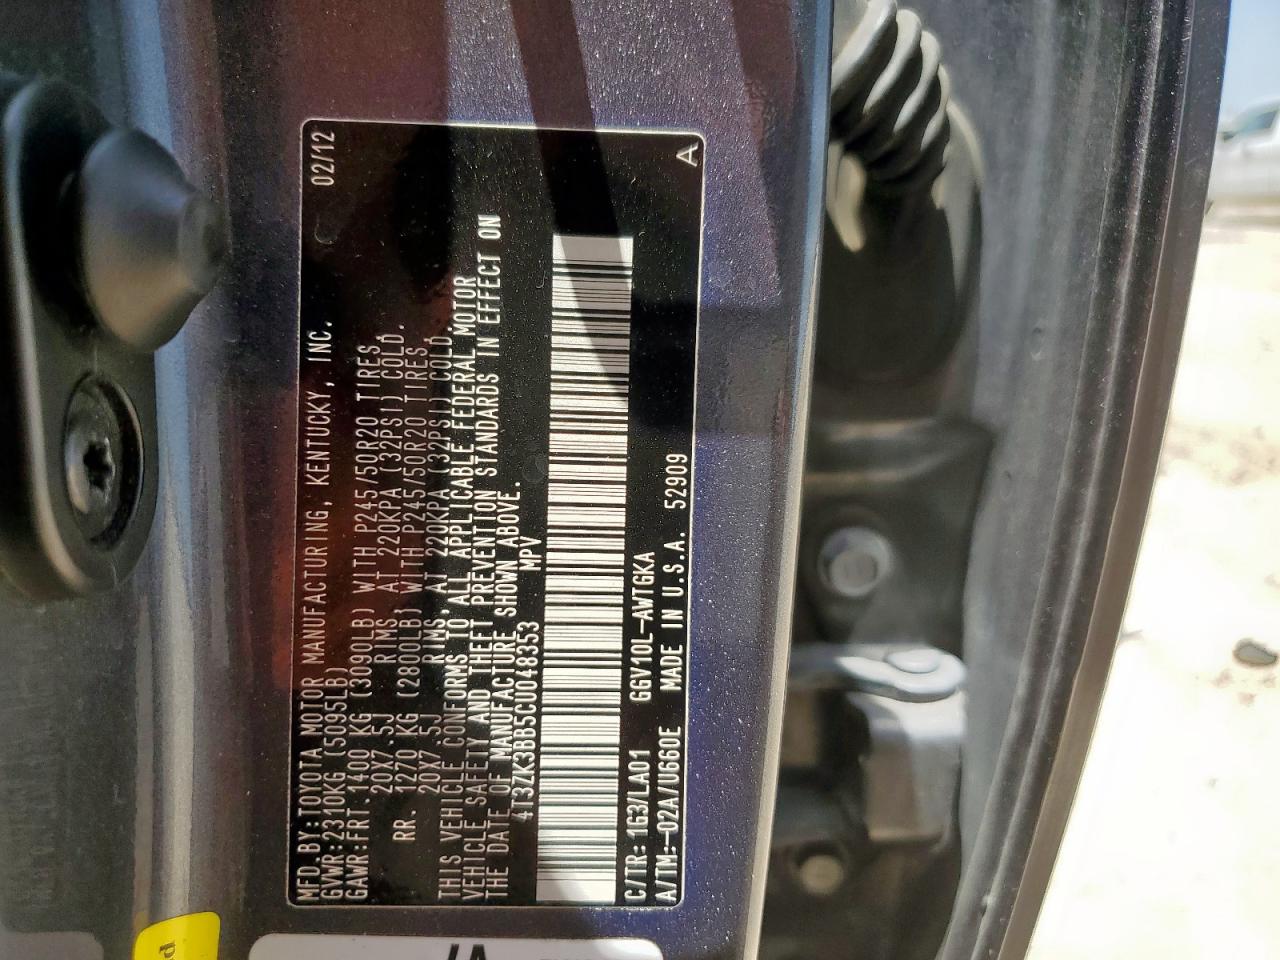 MFD.BY:TOYOTA MOTOR MANUFACTURING, KENTUCKY, INC. 02/12
GVWR:2310KG(5095LB)
GAWR:FRT.1400 KG (3090LB) WITH P245/50R20 TIRES,
20X7.5J RIMS, AT 220KPA (32PSI) COLD.
RR. 1270 KG (2800LB) WITH P245/50R20 TIRES,
20X7.5J RIMS, AT 220KPA (32PSI) COLD.
THIS VEHICLE CONFORMS TO ALL APPLICABLE FEDERAL MOTOR
VEHICLE SAFETY AND THEFT PREVENTION STANDARDS IN EFFECT ON
THE DATE OF MANUFACTURE SHOWN ABOVE.
4T3ZK3BB5CU048353 MPV
C/TR: 1G3/LA01 GGV10L-AWTGKA
A/TM:-02A/U660E MADE IN U.S.A. 52909 A